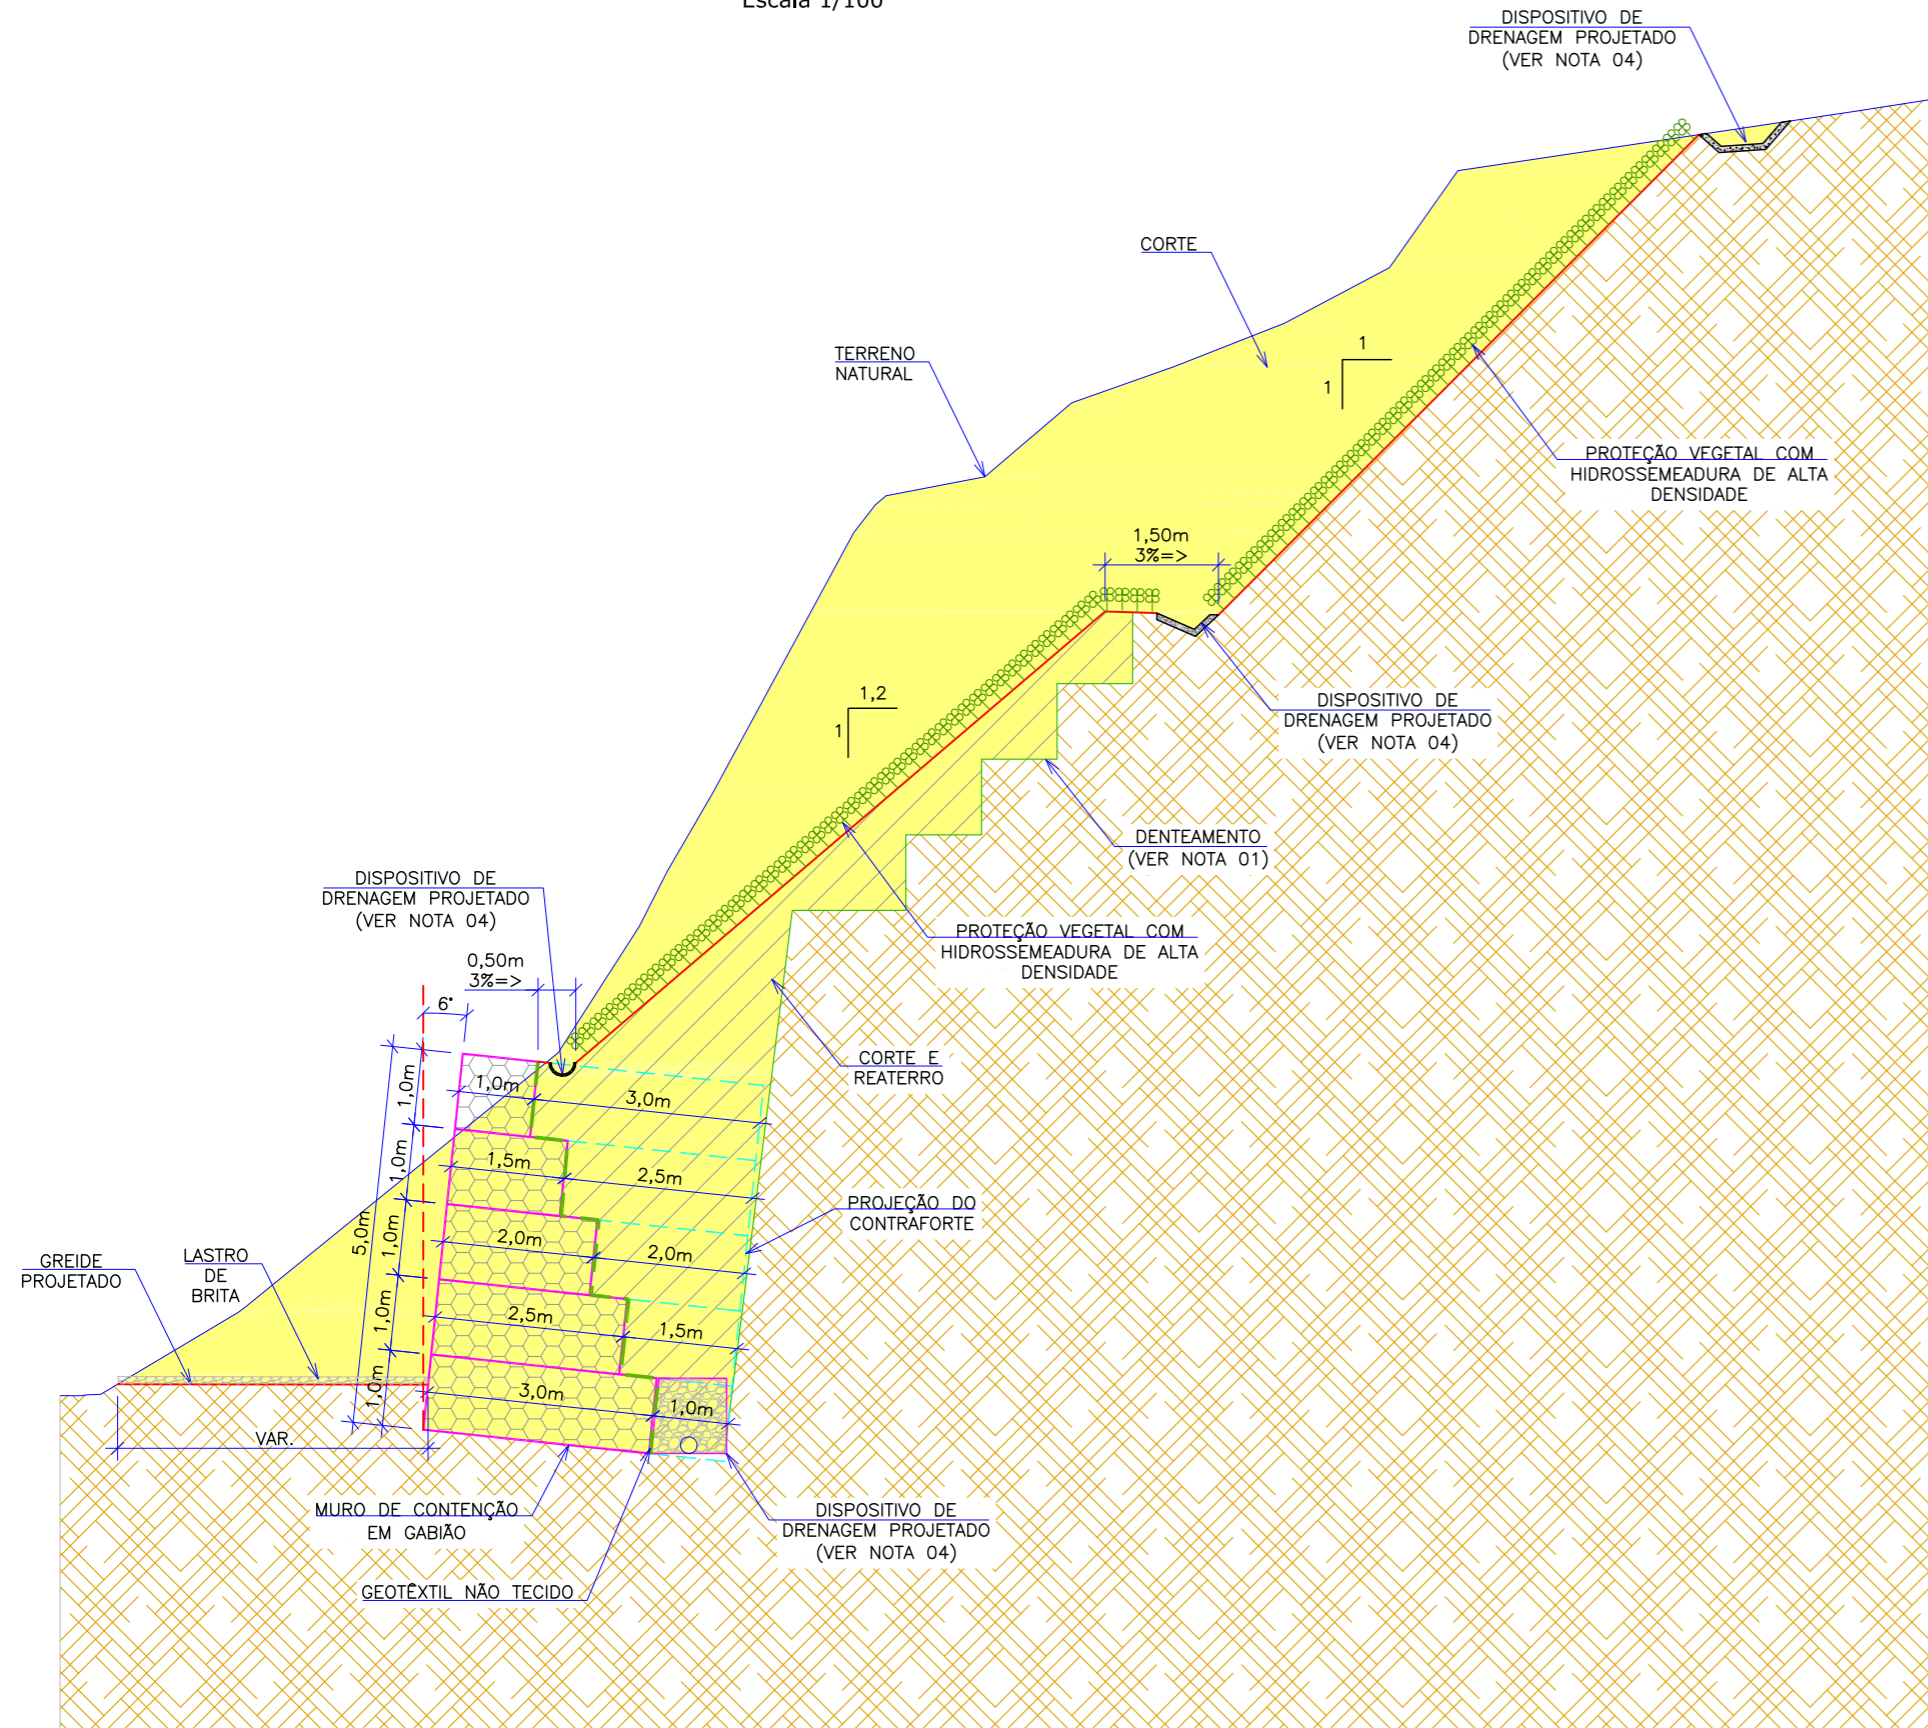 Escala 1/100
DISPOSITIVO DE
DRENAGEM PROJETADO
(VER NOTA 04)
CORTE
1
1
TERRENO
NATURAL
PROTEÇÃO VEGETAL COM
HIDROSSEMEADURA DE ALTA
DENSIDADE
1,50m
3%=>
1,2
1
DISPOSITIVO DE
DRENAGEM PROJETADO
(VER NOTA 04)
DENTEAMENTO
(VER NOTA 01)
DISPOSITIVO DE
DRENAGEM PROJETADO
(VER NOTA 04)
PROTEÇÃO VEGETAL COM
HIDROSSEMEADURA DE ALTA
DENSIDADE
0,50m
3%=>
6°
CORTE E
REATERRO
1,0m
1,0m
3,0m
1,0m
1,5m
2,5m
PROJEÇÃO DO
CONTRAFORTE
5,0m
1,0m
2,0m
2,0m
GREIDE
PROJETADO
LASTRO
DE
BRITA
1,0m
2,5m
1,5m
1,0m
3,0m
1,0m
VAR.
MURO DE CONTENÇÃO
EM GABIÃO
DISPOSITIVO DE
DRENAGEM PROJETADO
(VER NOTA 04)
GEOTÊXTIL NÃO TECIDO